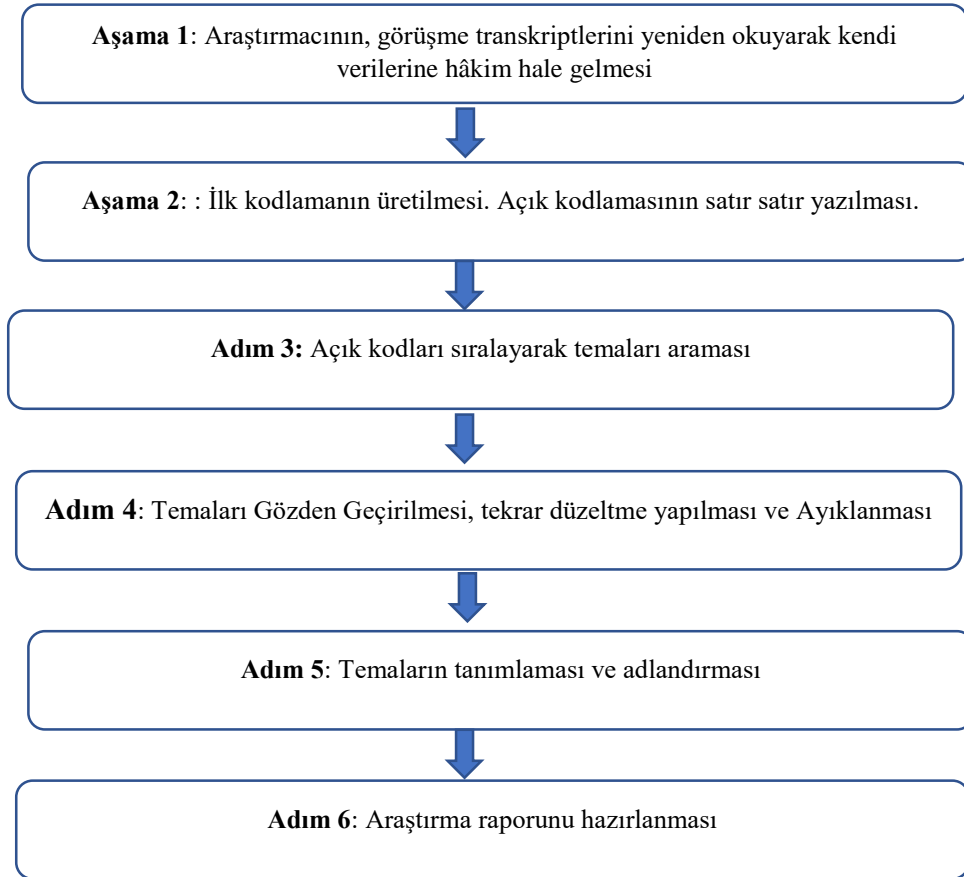 Aşama 1: Araştırmacının, görüşme transkriptlerini yeniden okuyarak kendi
verilerine hâkim hale gelmesi
Aşama 2: : İlk kodlamanın üretilmesi. Açık kodlamasının satır satır yazılması.
Adım 3: Açık kodları sıralayarak temaları araması
Adım 4: Temaları Gözden Geçirilmesi, tekrar düzeltme yapılması ve Ayıklanması
Adım 5: Temaların tanımlaması ve adlandırması
Adım 6: Araştırma raporunu hazırlanması